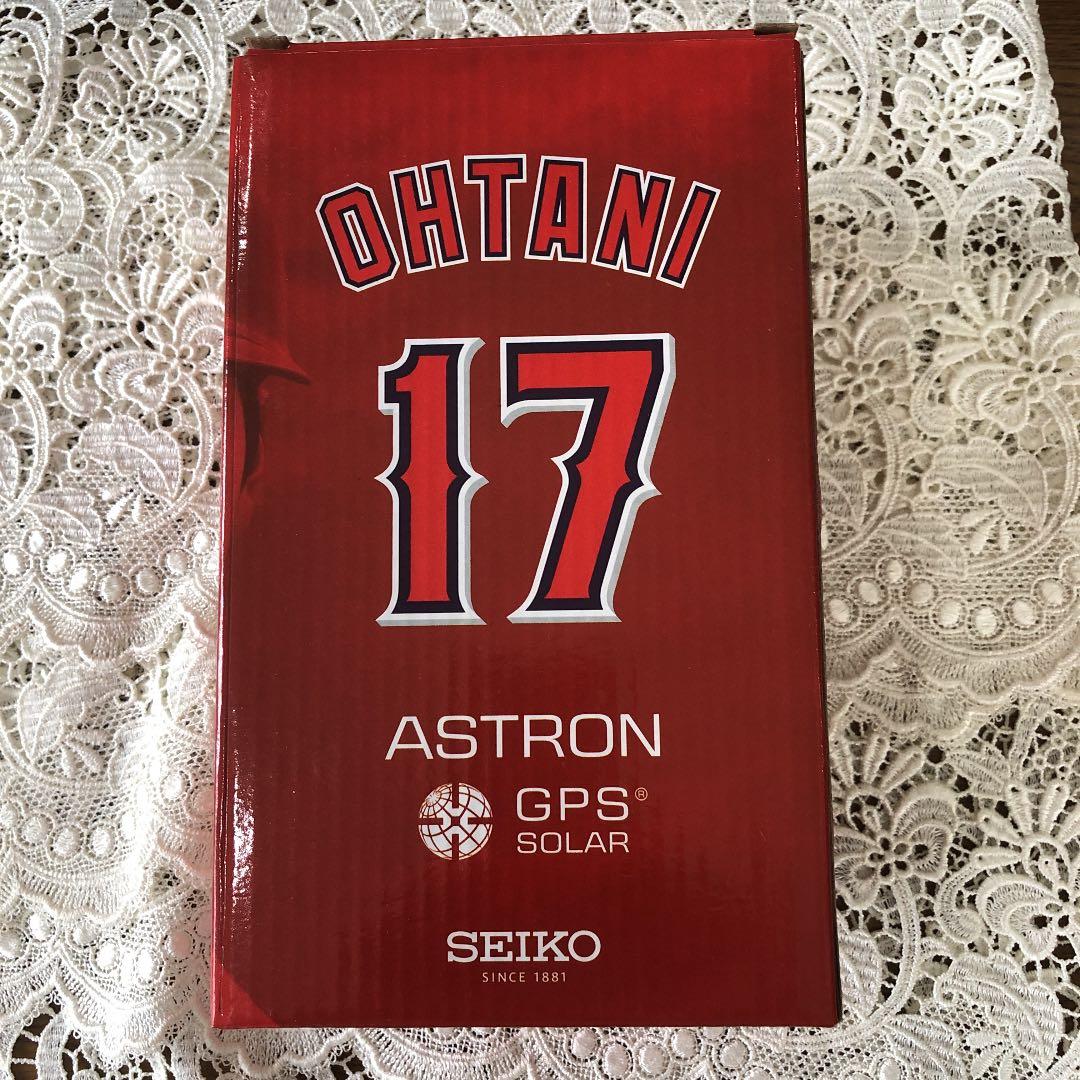 OHTANI
17
ASTRON
GPS®
SOLAR
SEIKO
SINCE 1881